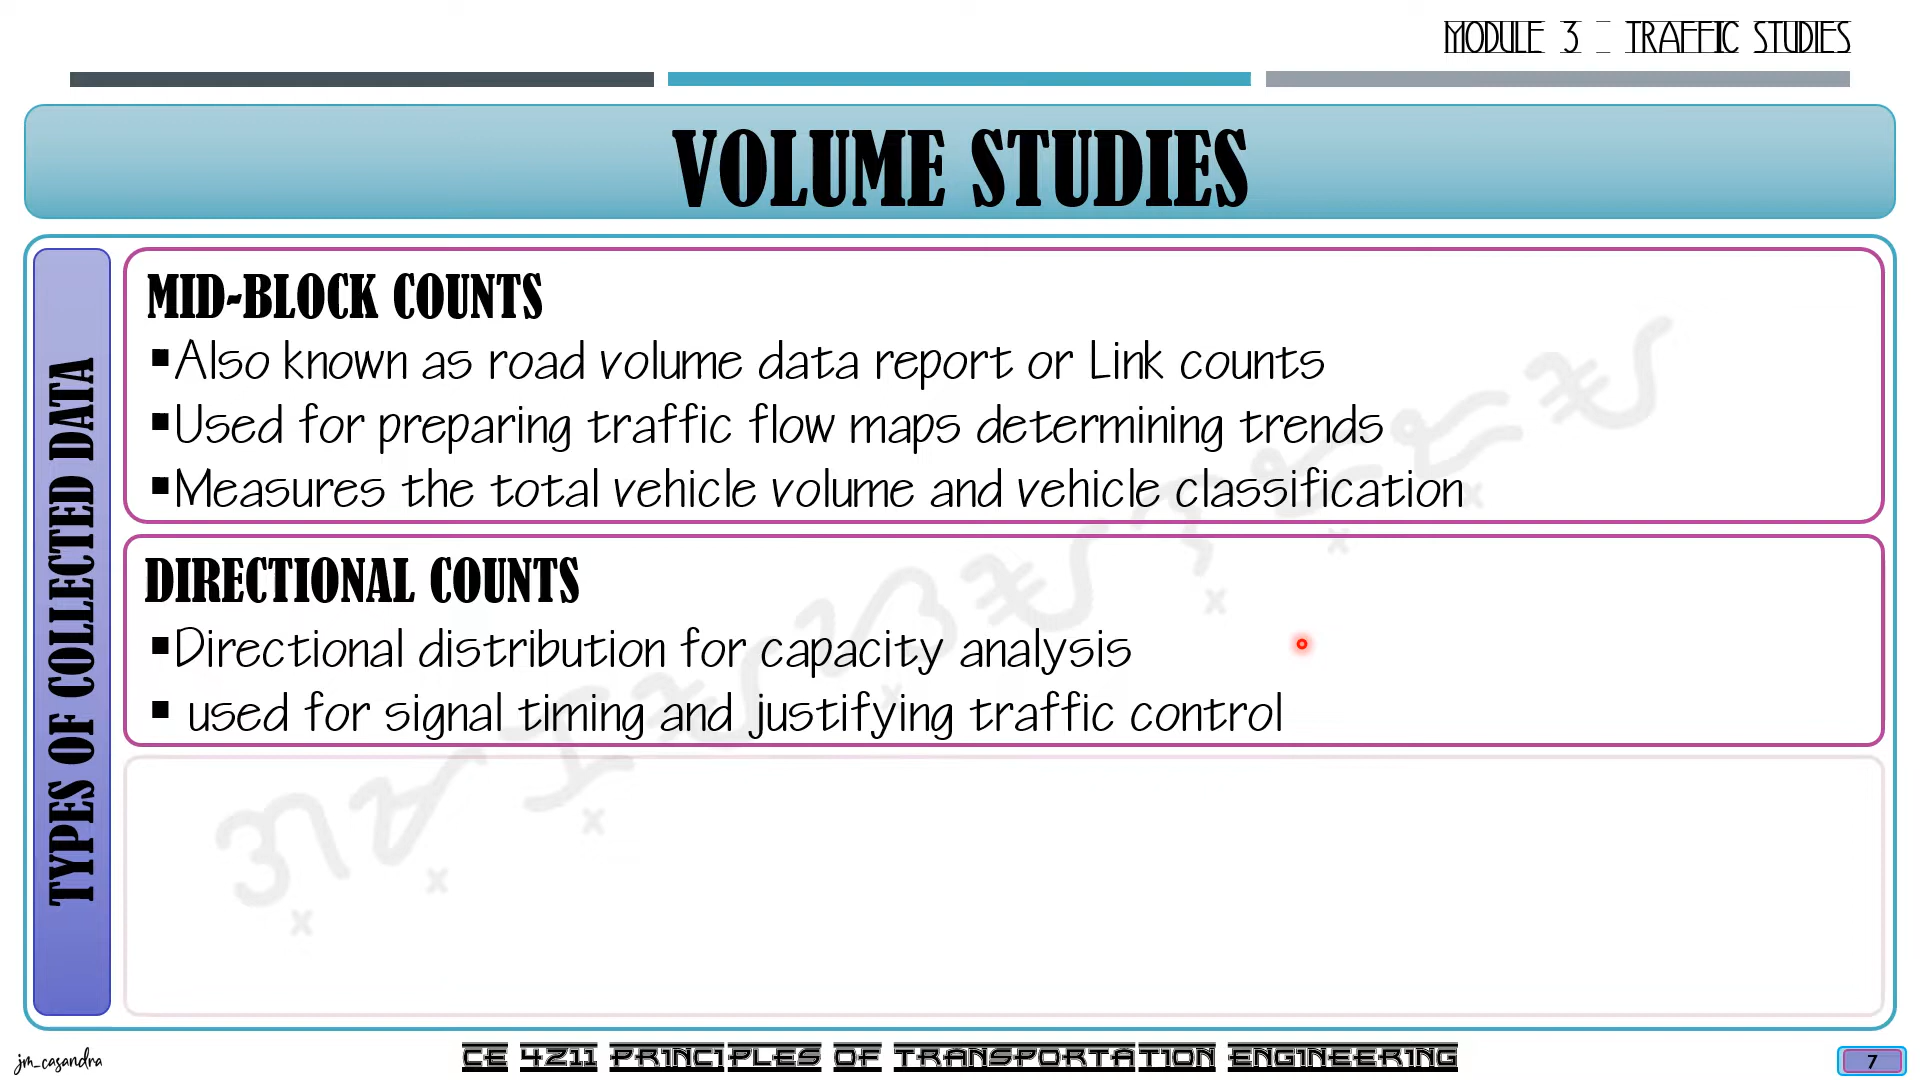 MODULE 3 – TRAFFIC STUDIES
VOLUME STUDIES
TYPES OF COLLECTED DATA
MID-BLOCK COUNTS
▪Also known as road volume data report or Link counts
▪Used for preparing traffic flow maps determining trends
▪Measures the total vehicle volume and vehicle classification
DIRECTIONAL COUNTS
▪Directional distribution for capacity analysis
▪ used for signal timing and justifying traffic control
jm_casandra
CE 4211 PRINCIPLES OF TRANSPORTATION ENGINEERING
7